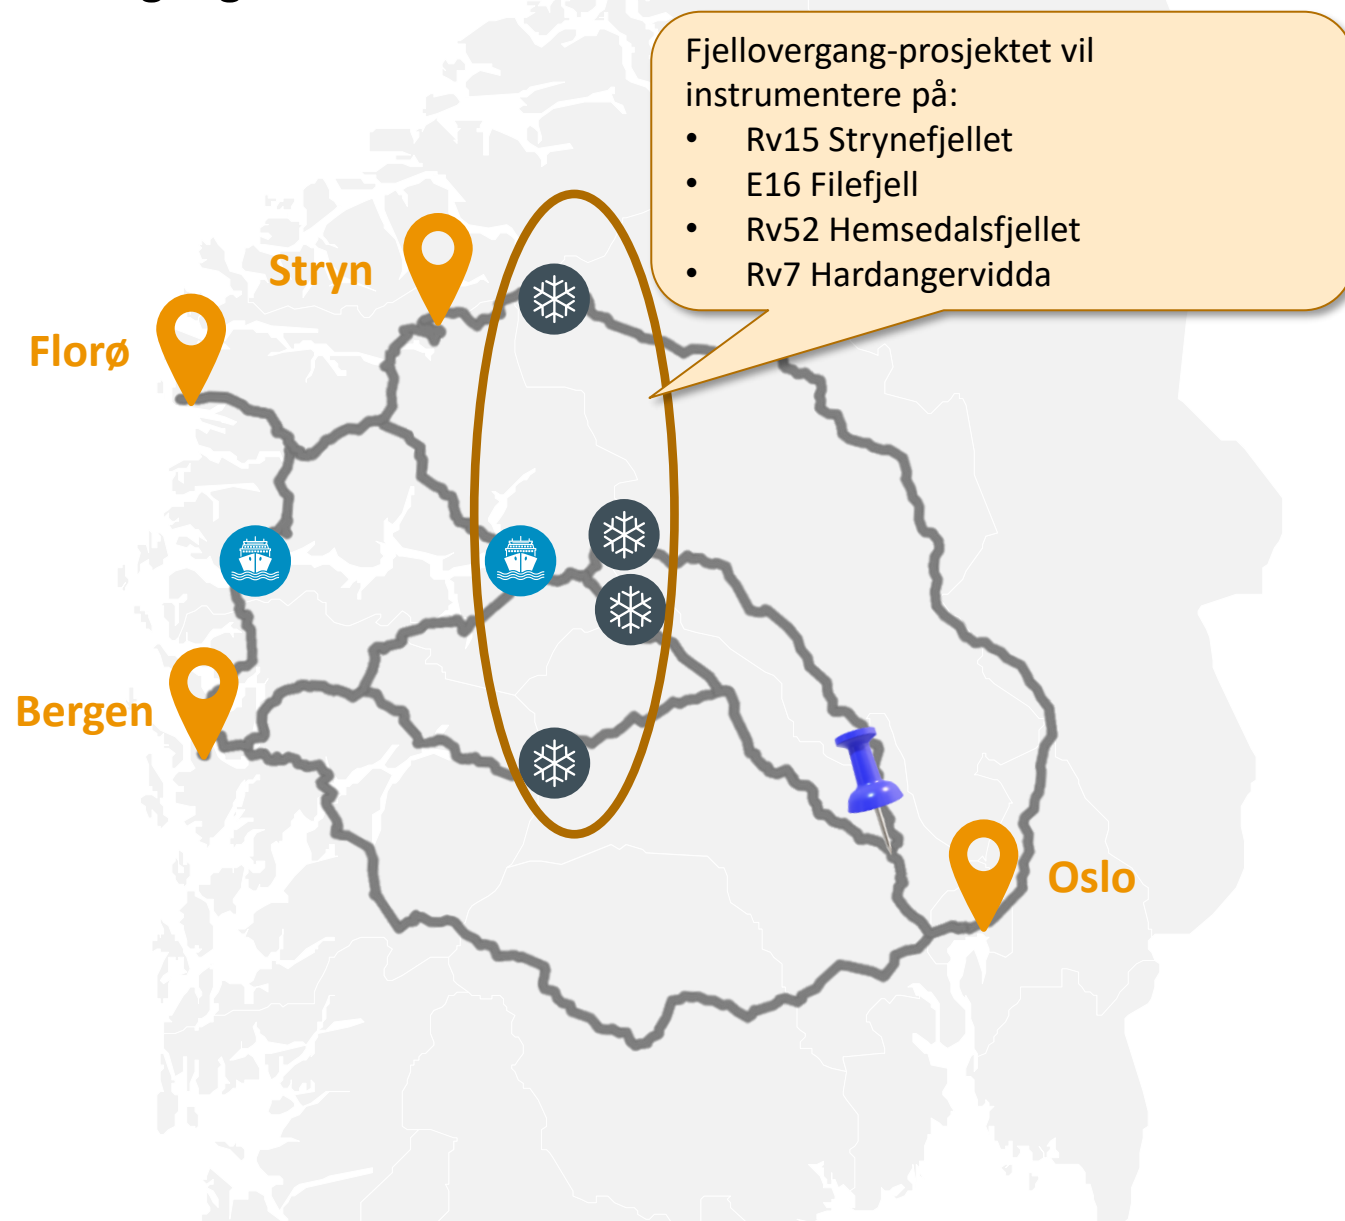 Fjellovergang-prosjektet vil
instrumentere på:
• Rv15 Strynefjellet
• E16 Filefjell
• Rv52 Hemsedalsfjellet
• Rv7 Hardangervidda
Stryn
Florø
Bergen
Oslo